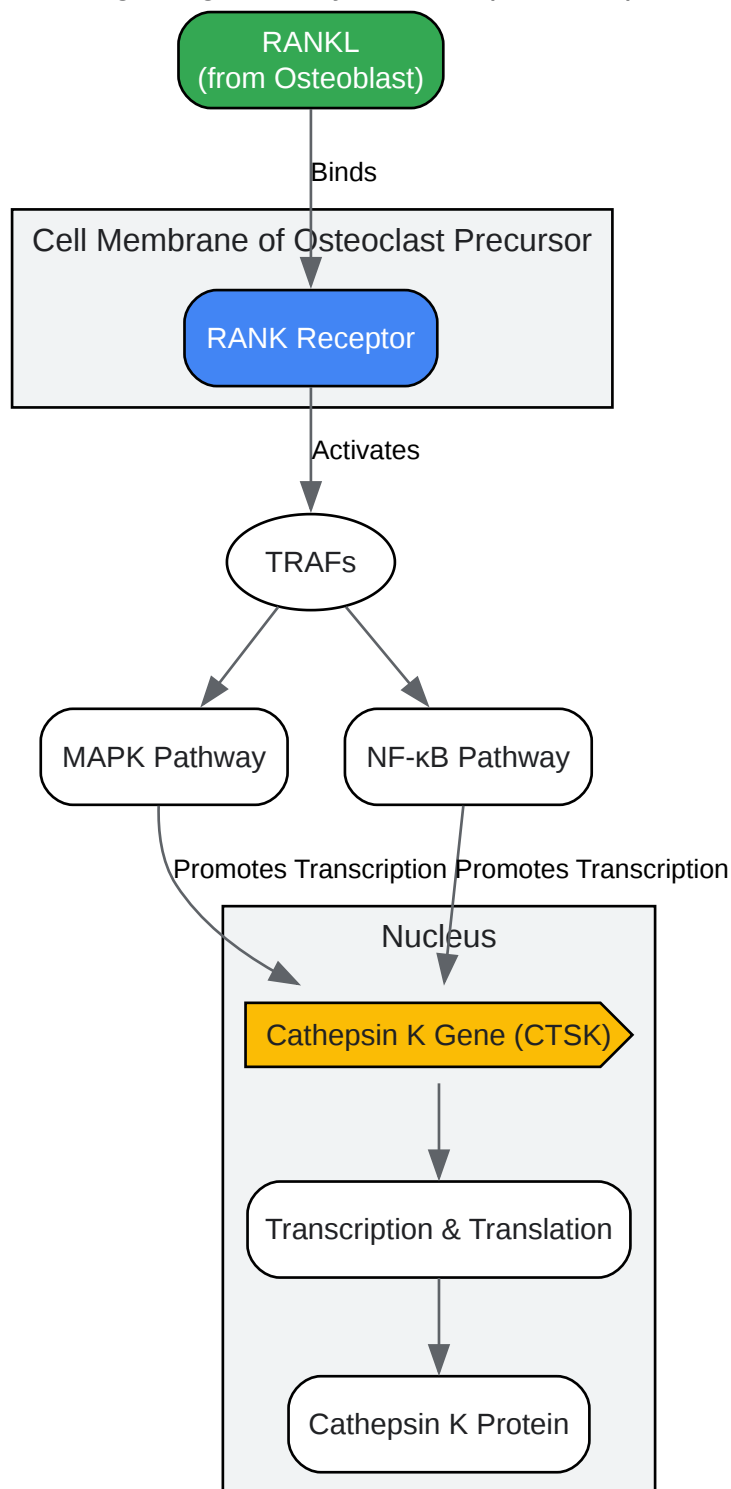 RANKL
(from Osteoblast)
Binds
Cell Membrane of Osteoclast Precursor
RANK Receptor
Activates
TRAFs
MAPK Pathway
NF-κB Pathway
Promotes Transcription
Promotes Transcription
Nucleus
Cathepsin K Gene (CTSK)
Transcription & Translation
Cathepsin K Protein